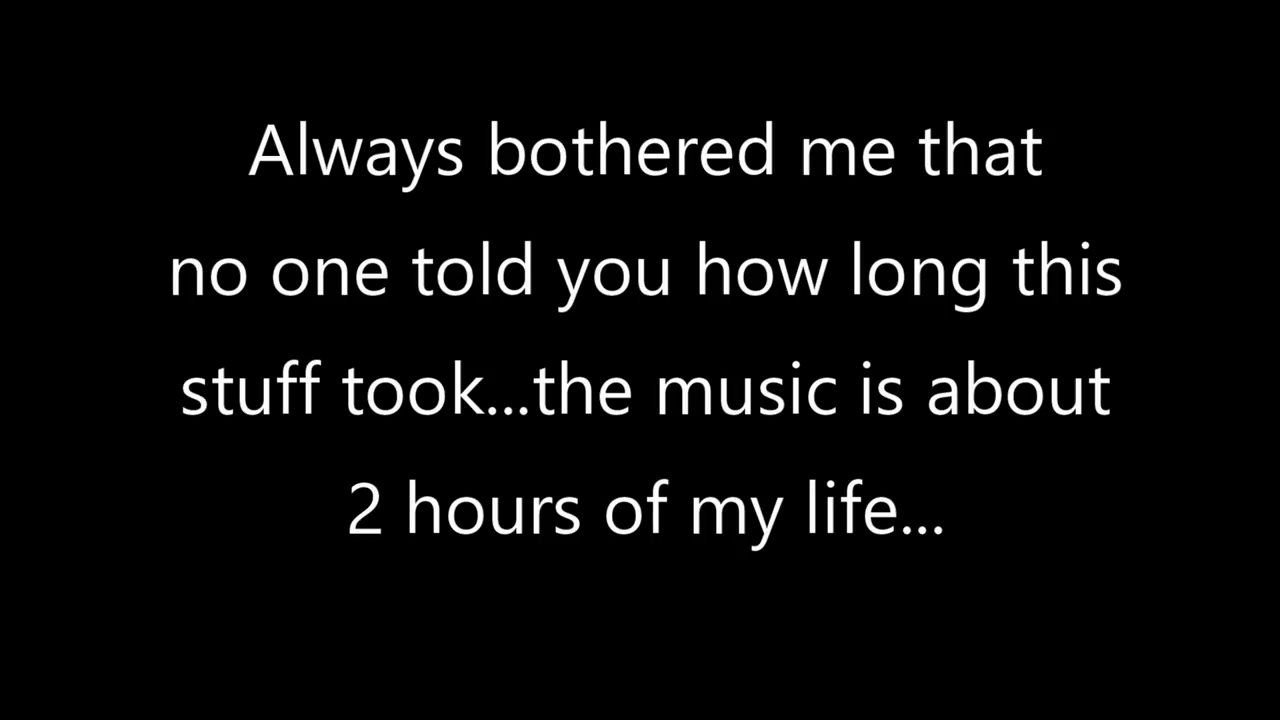 Always bothered me that
no one told you how long this
stuff took...the music is about
2 hours of my life...